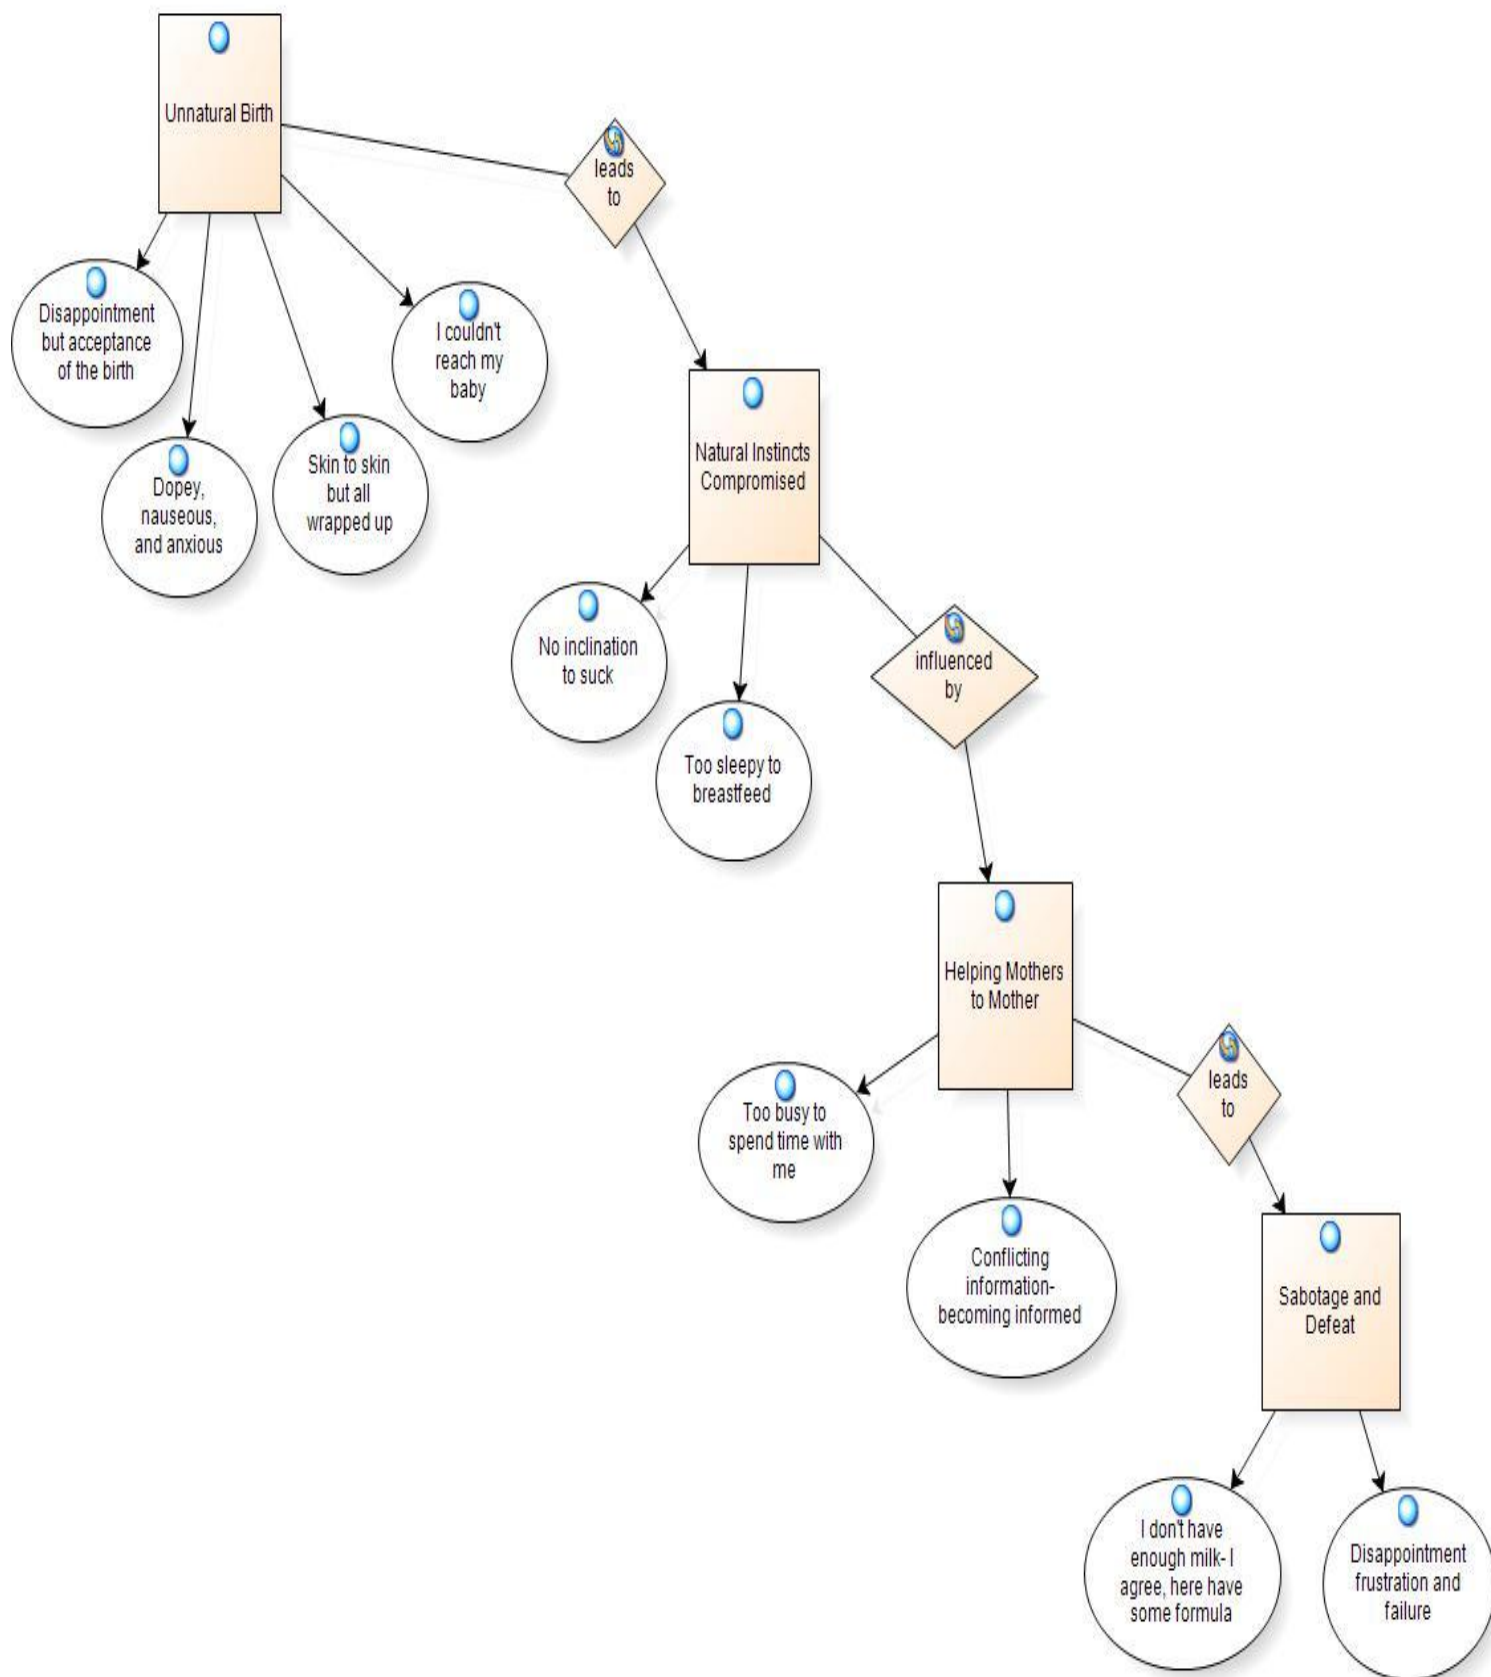 Unnatural Birth
leads
to
Disappointment
but acceptance
of the birth
I couldn't
reach my
baby
Dopey,
nauseous,
and anxious
Skin to skin
but all
wrapped up
Natural Instincts
Compromised
No inclination
to suck
influenced
by
Too sleepy to
breastfeed
Helping Mothers
to Mother
Too busy to
spend time with
me
leads
to
Conflicting
information-
becoming informed
Sabotage and
Defeat
I don't have
enough milk- I
agree, here have
some formula
Disappointment
frustration and
failure